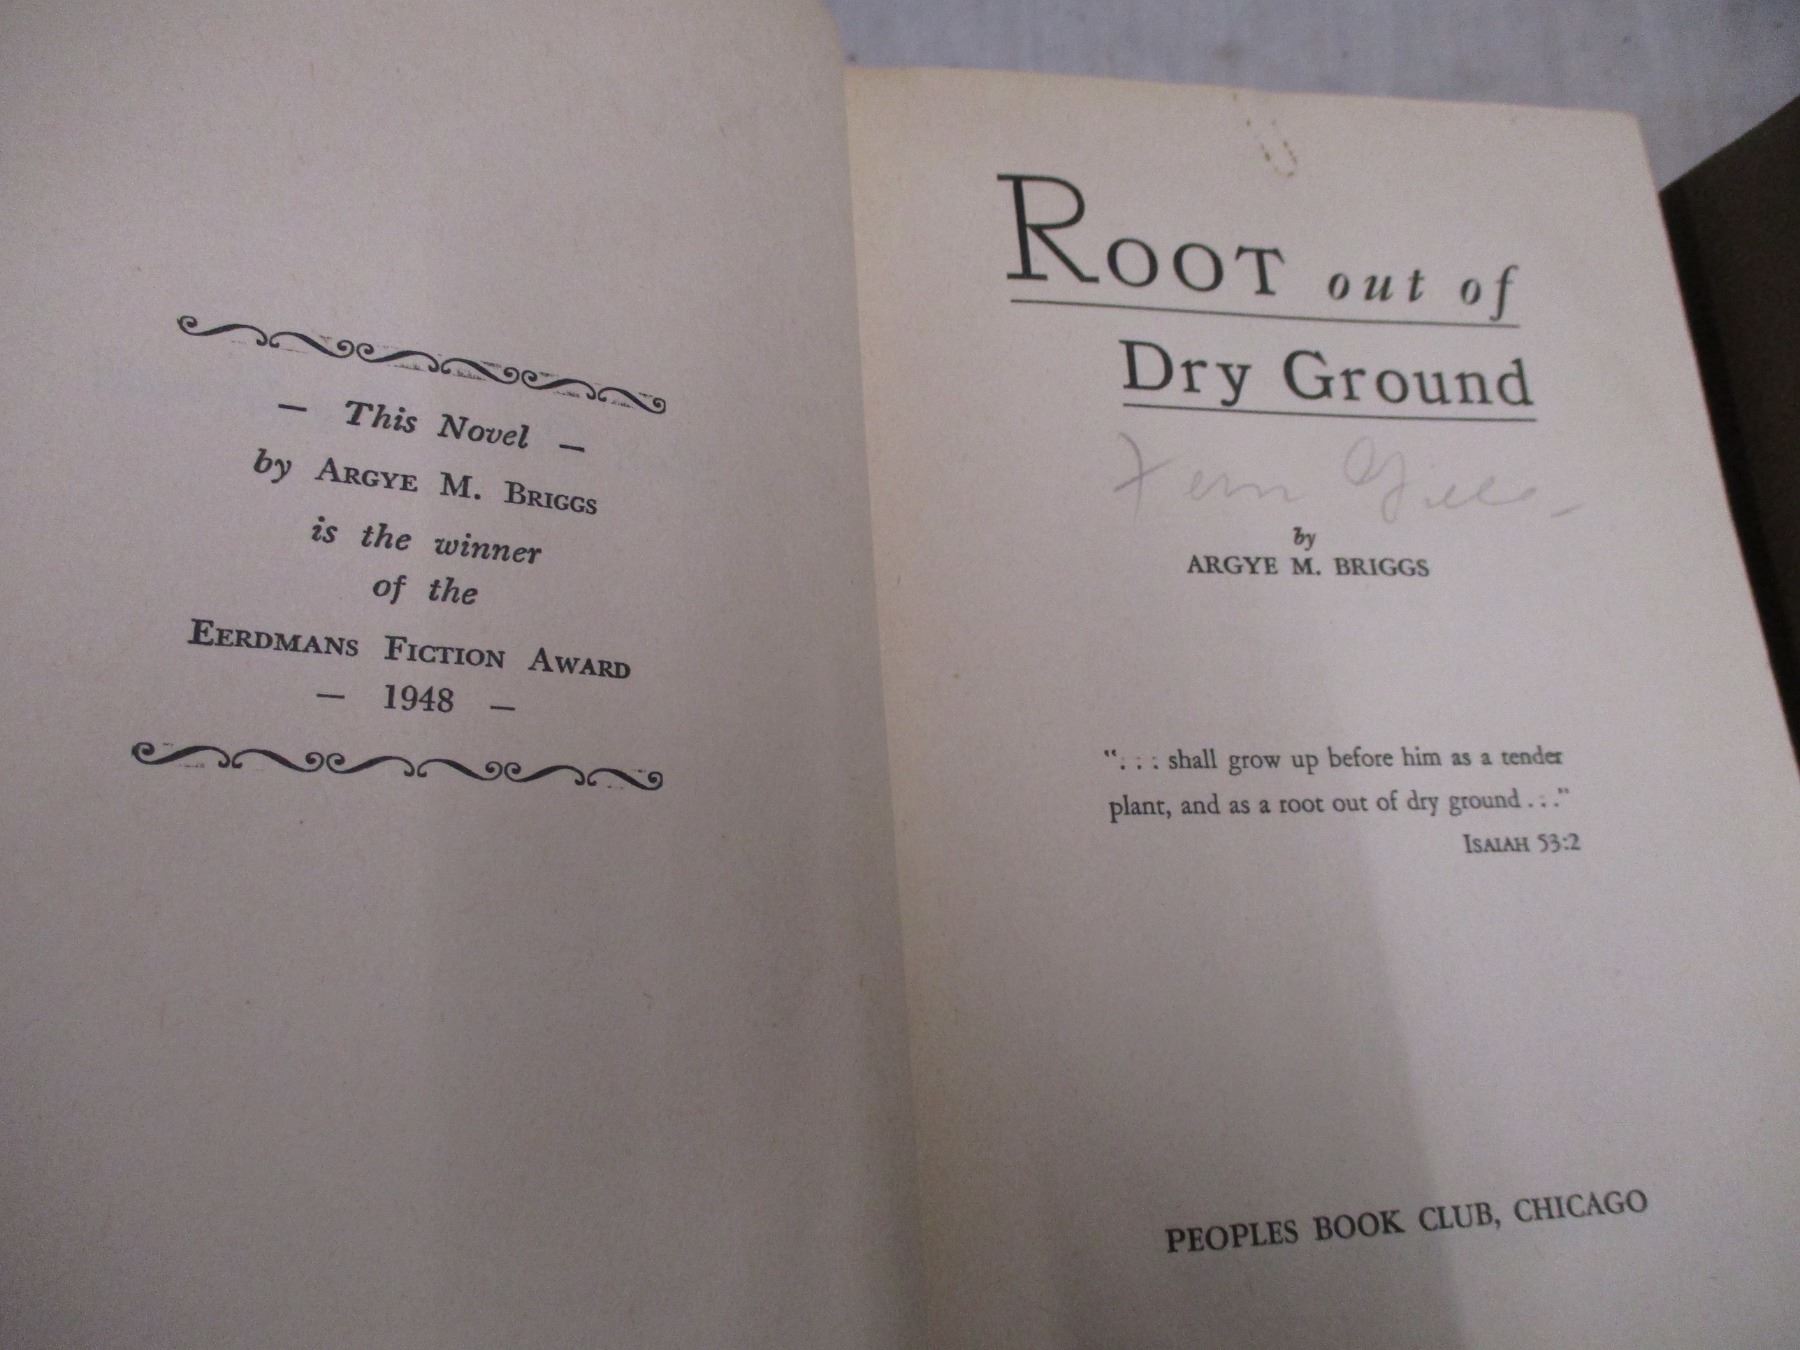 — This Novel —
by ARGYE M. BRIGGS
is the winner
of the
EERDMANS FICTION AWARD
— 1948 —
ROOT out of
Dry Ground
Fern
by
ARGYE M. BRIGGS
". . . shall grow up before him as a tender
plant, and as a root out of dry ground . . ."
ISAIAH 53:2
PEOPLES BOOK CLUB, CHICAGO